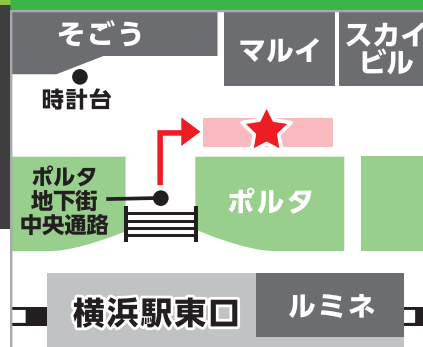 そごう
マルイ
スカイ
ビル
時計台
ポルタ
地下街
中央通路
ポルタ
横浜駅東口
ルミネ